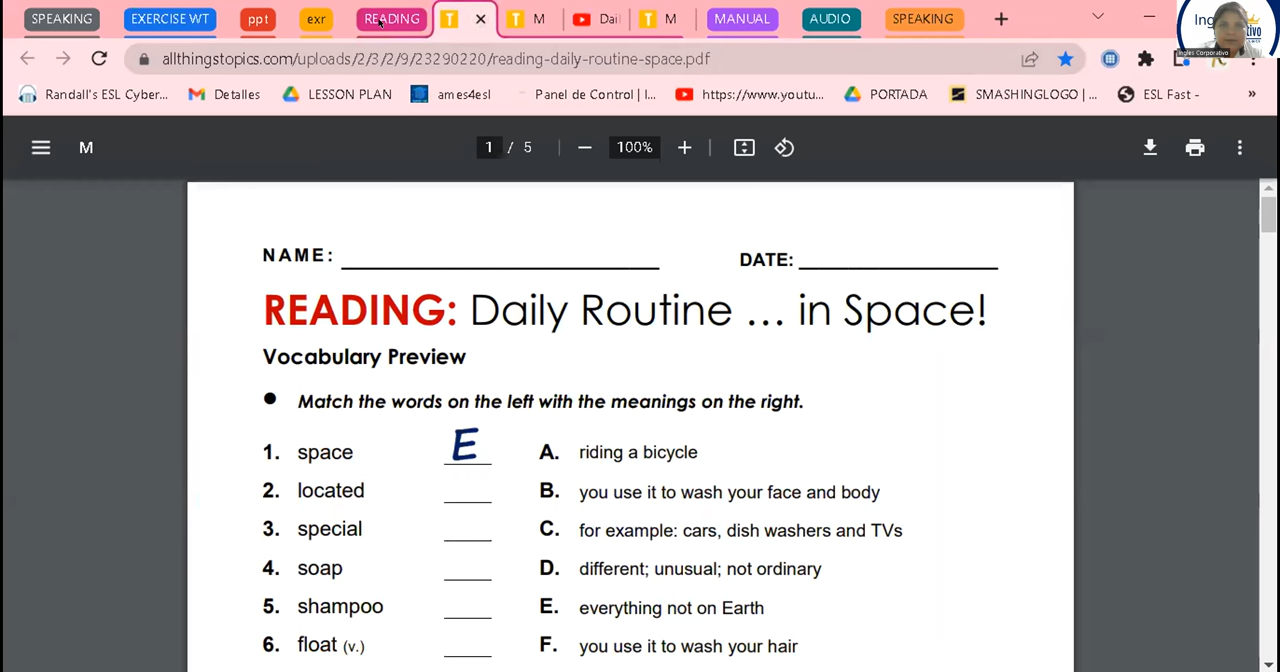 SPEAKING EXERCISE WT ppt exr READING T T M Dai T M MANUAL AUDIO SPEAKING
allthingstopics.com/uploads/2/3/2/9/23290220/reading-daily-routine-space.pdf
Inglés Corporativo
Randall's ESL Cyber... Detalles LESSON PLAN ames4esl Panel de Control | I... https://www.youtu... PORTADA SMASHINGLOGO | ... ESL Fast - »
M 1 / 5 100%
NAME: DATE:
READING: Daily Routine ... in Space!
Vocabulary Preview
● Match the words on the left with the meanings on the right.
1. space E A. riding a bicycle
2. located B. you use it to wash your face and body
3. special C. for example: cars, dish washers and TVs
4. soap D. different; unusual; not ordinary
5. shampoo E. everything not on Earth
6. float (v.) F. you use it to wash your hair